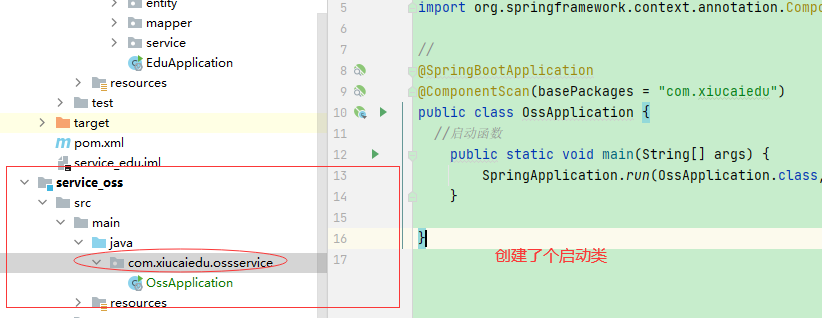 entity
mapper
service
EduApplication
resources
test
target
pom.xml
service_edu.iml
service_oss
src
main
java
com.xiucaiedu.ossservice
OssApplication
resources
5 import org.springframework.context.annotation.Compo
6
7 //
8 @SpringBootApplication
9 @ComponentScan(basePackages = "com.xiucaiedu")
10 public class OssApplication {
11 //启动函数
12 public static void main(String[] args) {
13 SpringApplication.run(OssApplication.class,
14 }
15
16 }
17
创建了个启动类